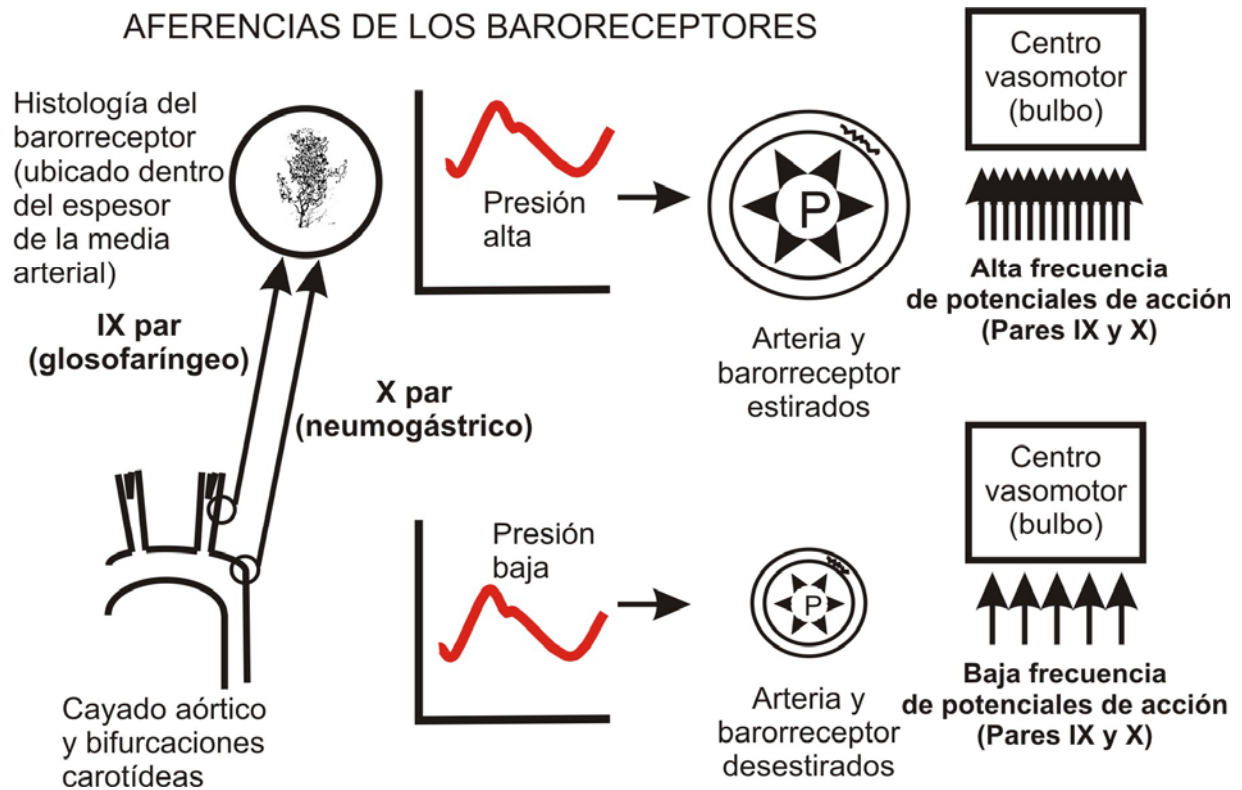 AFERENCIAS DE LOS BARORECEPTORES
Histología del
barorreceptor
(ubicado dentro
del espesor
de la media
arterial)
IX par
(glosofaríngeo)
X par
(neumogástrico)
Cayado aórtico
y bifurcaciones
carotídeas
Presión
alta
P
Arteria y
barorreceptor
estirados
Centro
vasomotor
(bulbo)
Alta frecuencia
de potenciales de acción
(Pares IX y X)
Presión
baja
P
Arteria y
barorreceptor
desestirados
Centro
vasomotor
(bulbo)
Baja frecuencia
de potenciales de acción
(Pares IX y X)